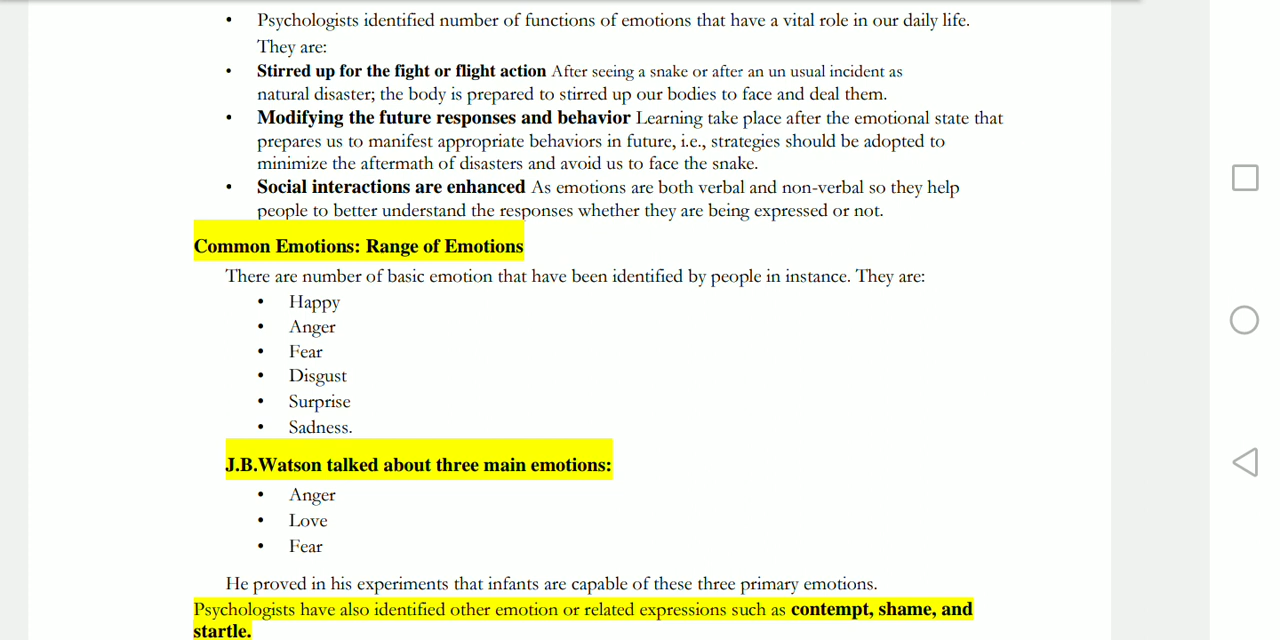 • Psychologists identified number of functions of emotions that have a vital role in our daily life.
They are:
• Stirred up for the fight or flight action After seeing a snake or after an un usual incident as
natural disaster; the body is prepared to stirred up our bodies to face and deal them.
• Modifying the future responses and behavior Learning take place after the emotional state that
prepares us to manifest appropriate behaviors in future, i.e., strategies should be adopted to
minimize the aftermath of disasters and avoid us to face the snake.
• Social interactions are enhanced As emotions are both verbal and non-verbal so they help
people to better understand the responses whether they are being expressed or not.
Common Emotions: Range of Emotions
There are number of basic emotion that have been identified by people in instance. They are:
• Happy
• Anger
• Fear
• Disgust
• Surprise
• Sadness.
J.B.Watson talked about three main emotions:
• Anger
• Love
• Fear
He proved in his experiments that infants are capable of these three primary emotions.
Psychologists have also identified other emotion or related expressions such as contempt, shame, and
startle.